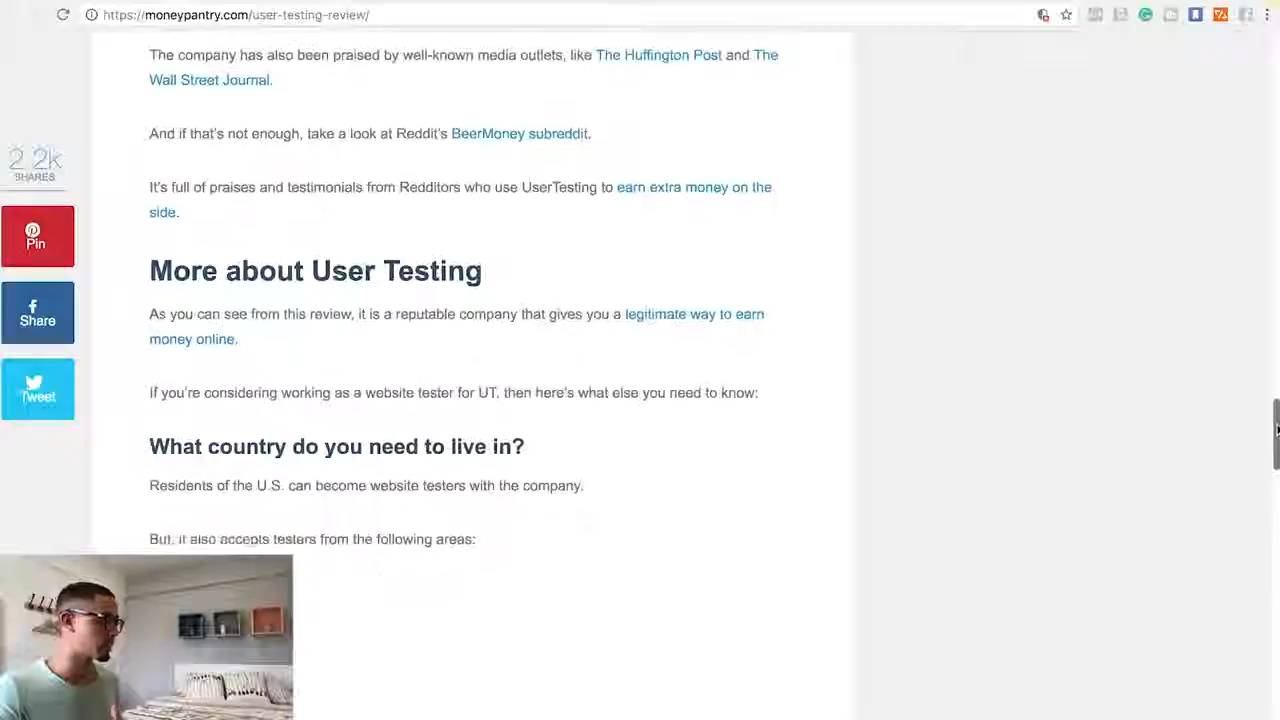 https://moneypantry.com/user-testing-review/
The company has also been praised by well-known media outlets, like The Huffington Post and The
Wall Street Journal.
And if that's not enough, take a look at Reddit's BeerMoney subreddit.
2.2k
SHARES
It's full of praises and testimonials from Redditors who use UserTesting to earn extra money on the
side.
Pin
More about User Testing
Share
As you can see from this review, it is a reputable company that gives you a legitimate way to earn
money online.
Tweet
If you're considering working as a website tester for UT, then here's what else you need to know:
What country do you need to live in?
Residents of the U.S. can become website testers with the company.
But, it also accepts testers from the following areas: